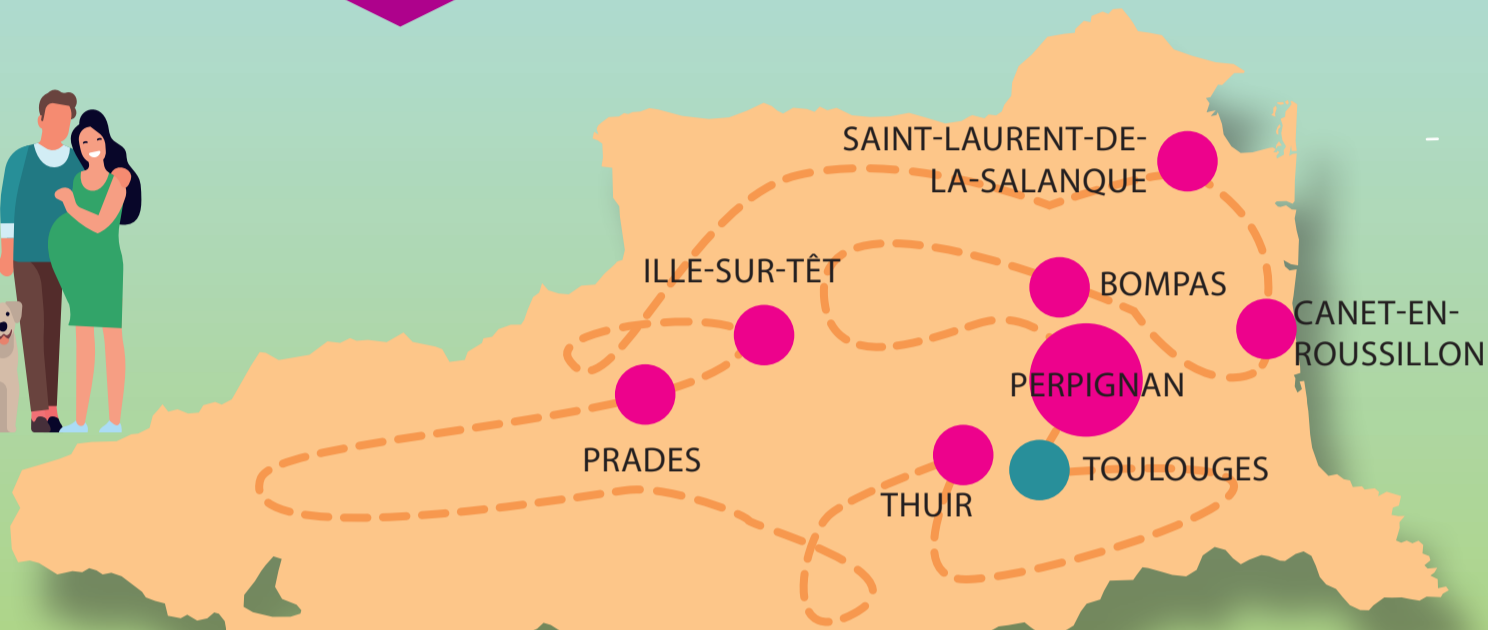 SAINT-LAURENT-DE-
LA-SALANQUE
ILLE-SUR-TÊT
BOMPAS
CANET-EN-
ROUSSILLON
PERPIGNAN
PRADES
TOULOUGES
THUIR